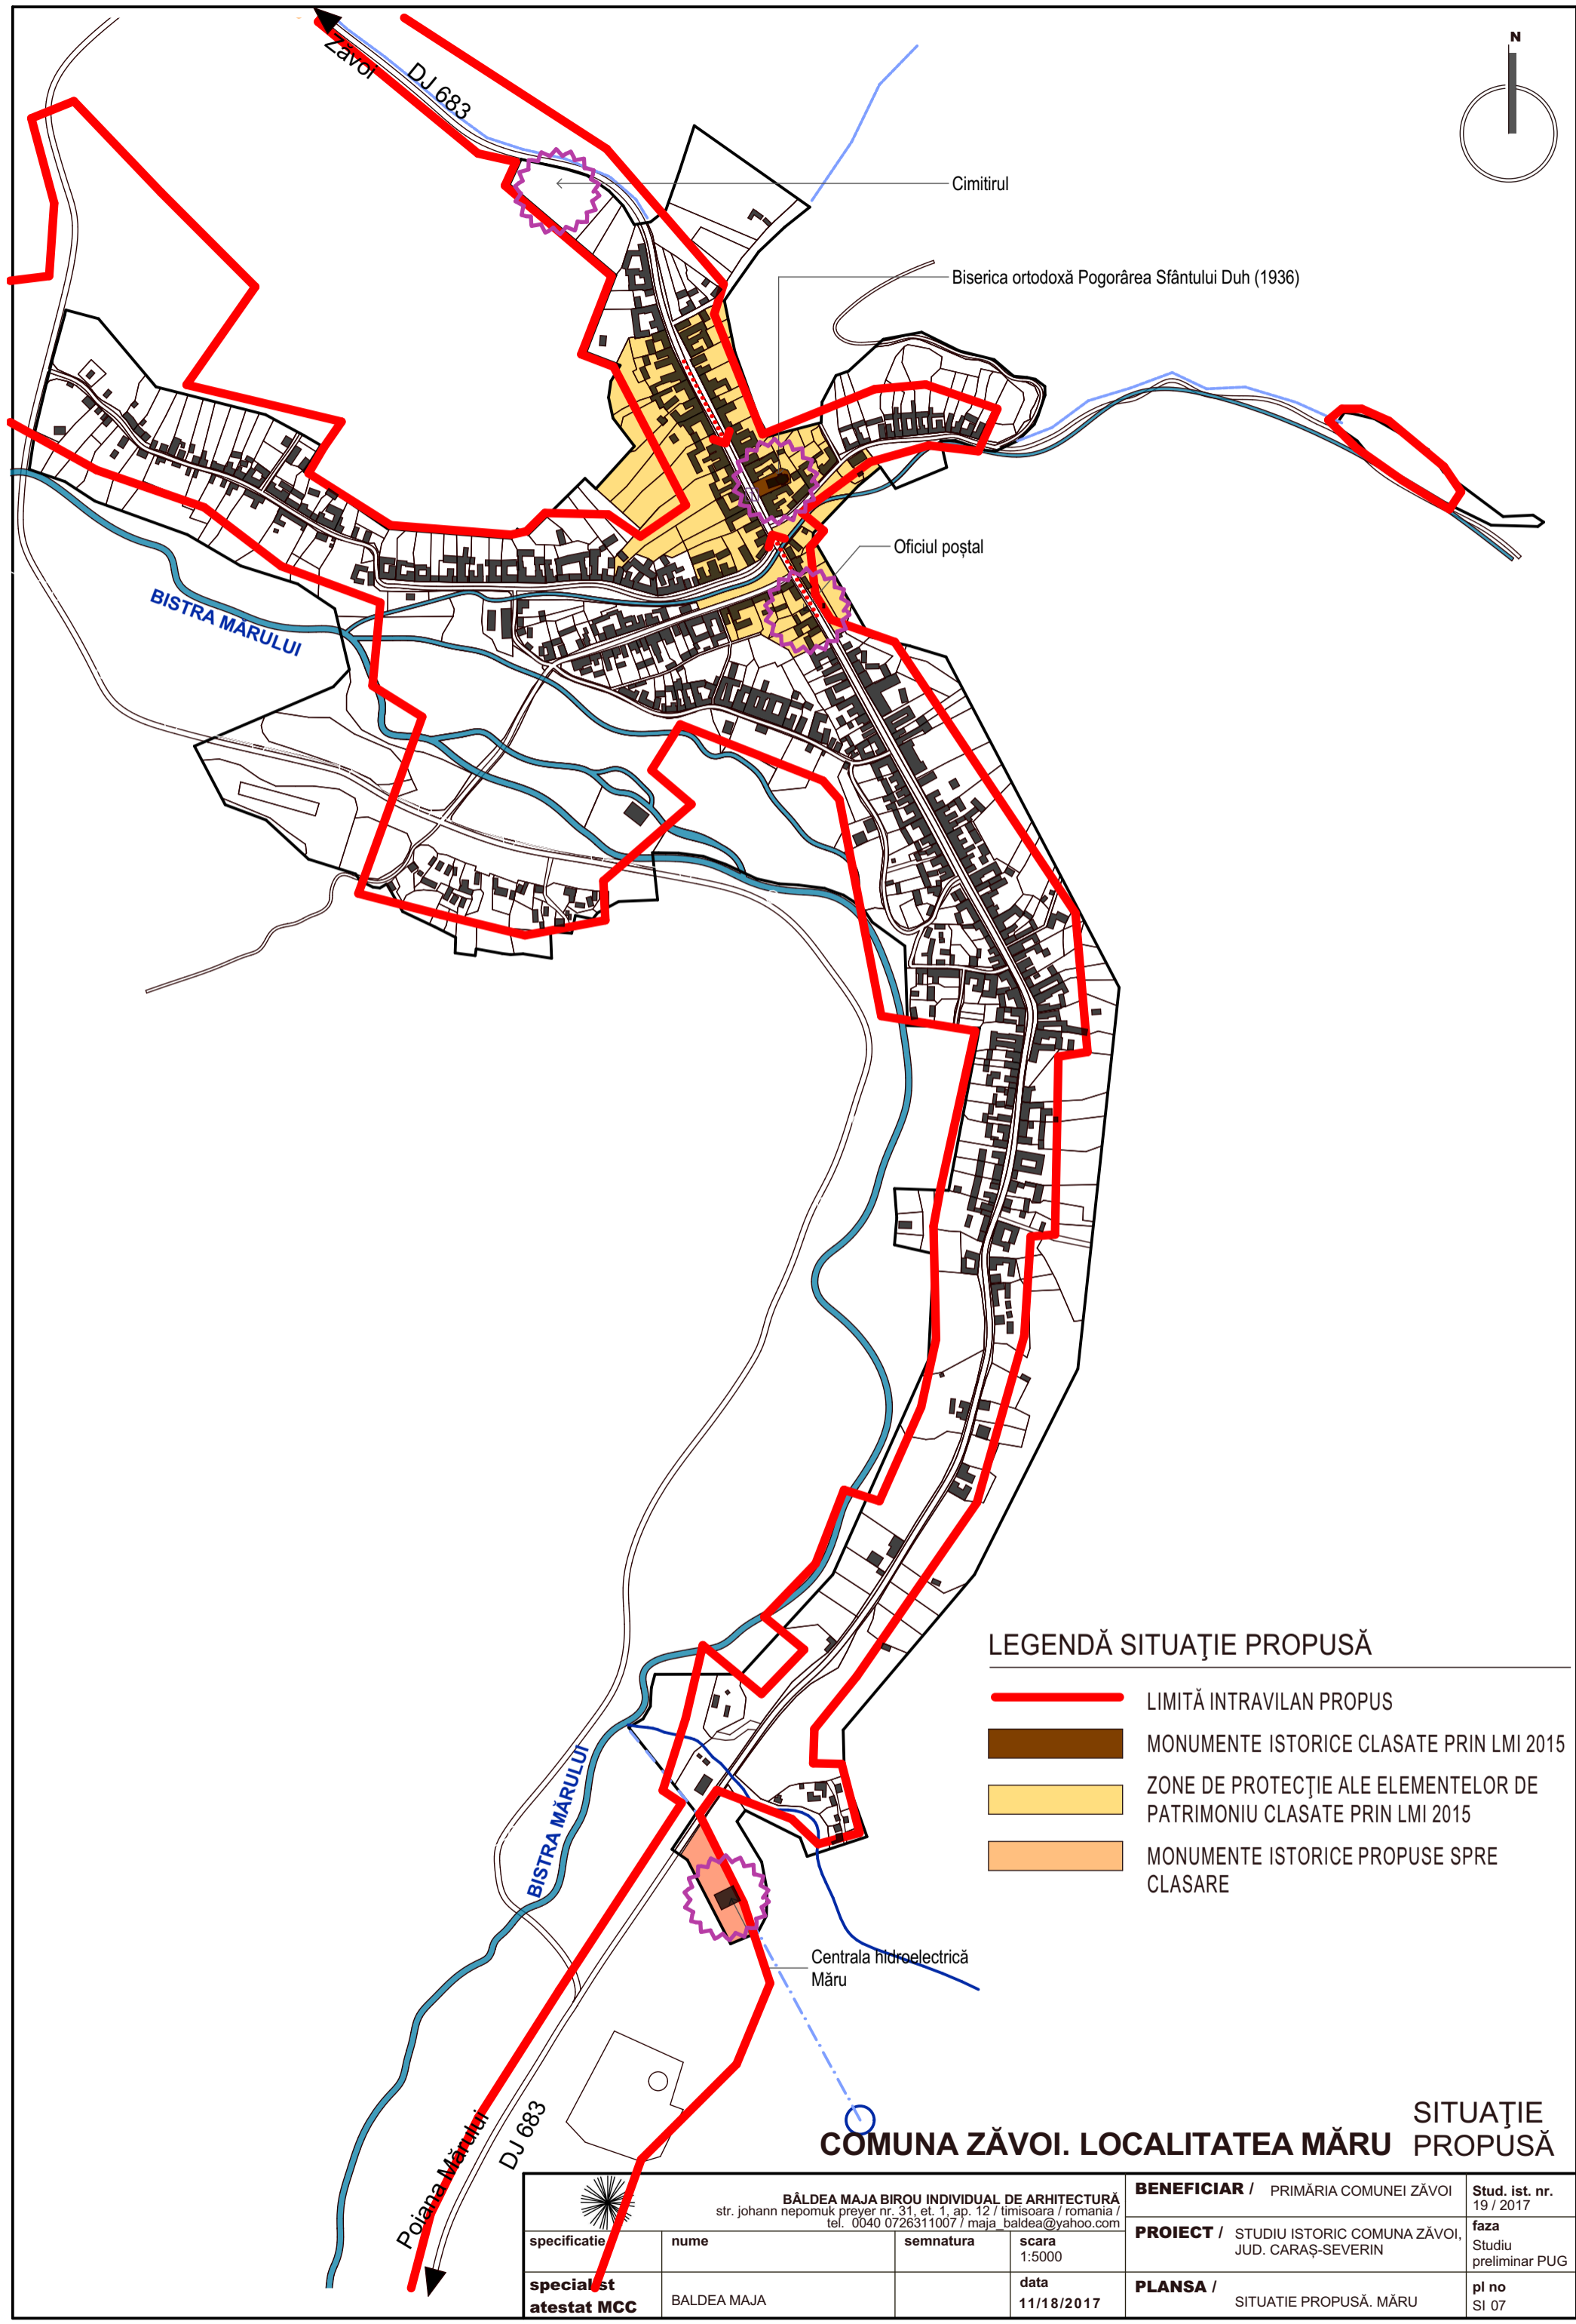 N
Zăvoi
DJ 683
Cimitirul
Biserica ortodoxă Pogorârea Sfântului Duh (1936)
Oficiul poștal
BISTRA MĂRULUI
LEGENDĂ SITUAŢIE PROPUSĂ
LIMITĂ INTRAVILAN PROPUS
MONUMENTE ISTORICE CLASATE PRIN LMI 2015
ZONE DE PROTECŢIE ALE ELEMENTELOR DE
PATRIMONIU CLASATE PRIN LMI 2015
MONUMENTE ISTORICE PROPUSE SPRE
CLASARE
BISTRA MĂRULUI
Centrala hidroelectrică
Măru
Poiana Mărului
DJ 683
COMUNA ZĂVOI. LOCALITATEA MĂRU
SITUAŢIE
PROPUSĂ
BÂLDEA MAJA BIROU INDIVIDUAL DE ARHITECTURĂ
str. johann nepomuk preyer nr. 31, et. 1, ap. 12 / timisoara / romania /
tel. 0040 0726311007 / maja_baldea@yahoo.com
BENEFICIAR / PRIMĂRIA COMUNEI ZĂVOI
Stud. ist. nr.
19 / 2017
specificatie
nume
semnatura
scara
1:5000
PROIECT / STUDIU ISTORIC COMUNA ZĂVOI,
JUD. CARAȘ-SEVERIN
faza
Studiu
preliminar PUG
specialist
atestat MCC
BALDEA MAJA
data
11/18/2017
PLANSA /
SITUATIE PROPUSĂ. MĂRU
pl no
SI 07